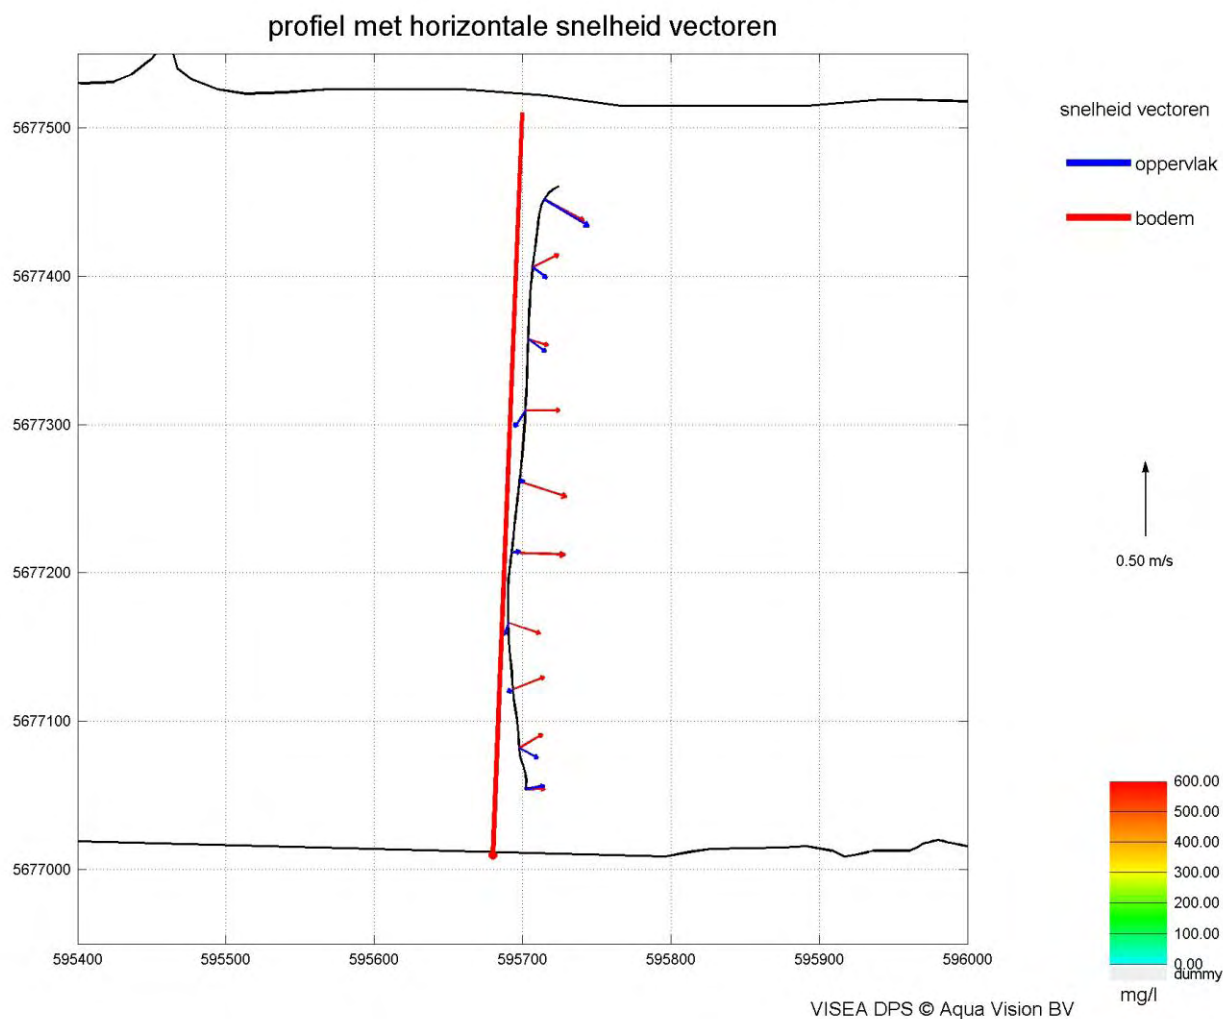 profiel met horizontale snelheid vectoren
snelheid vectoren
oppervlak
bodem
5677500
5677400
5677300
5677200
5677100
5677000
0.50 m/s
595400
595500
595600
595700
595800
595900
596000
600.00
500.00
400.00
300.00
200.00
100.00
0.00
dummy
mg/l
VISEA DPS © Aqua Vision BV